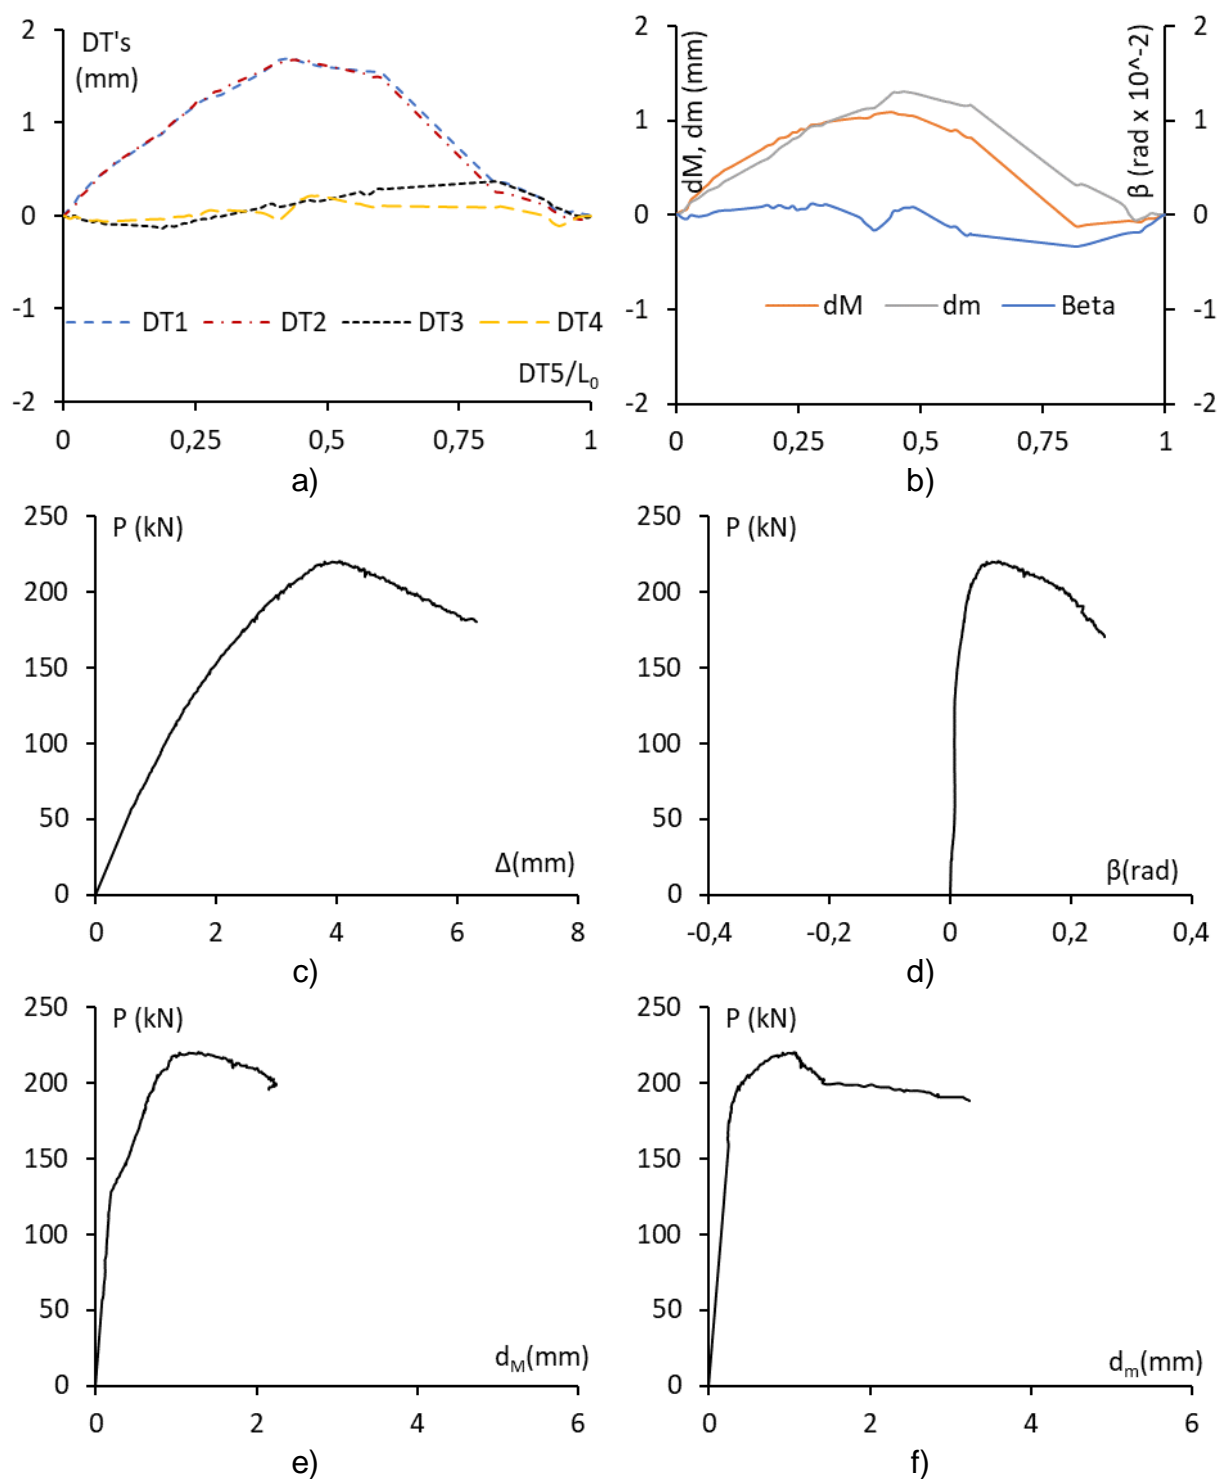 2
DT's
(mm)
1
0
-1
DT1 DT2 DT3 DT4
DT5/L₀
-2
0 0,25 0,5 0,75 1
a)
2 2
dM, dm (mm)
β (rad x 10^-2)
1 1
0 0
dM dm Beta
-1 -1
-2 -2
0 0,25 0,5 0,75 1
b)
250
P (kN)
200
150
100
50
Δ(mm)
0
0 2 4 6 8
c)
250
P (kN)
200
150
100
50
β(rad)
0
-0,4 -0,2 0 0,2 0,4
d)
250
P (kN)
200
150
100
50
d_M(mm)
0
0 2 4 6
e)
250
P (kN)
200
150
100
50
dₘ(mm)
0
0 2 4 6
f)